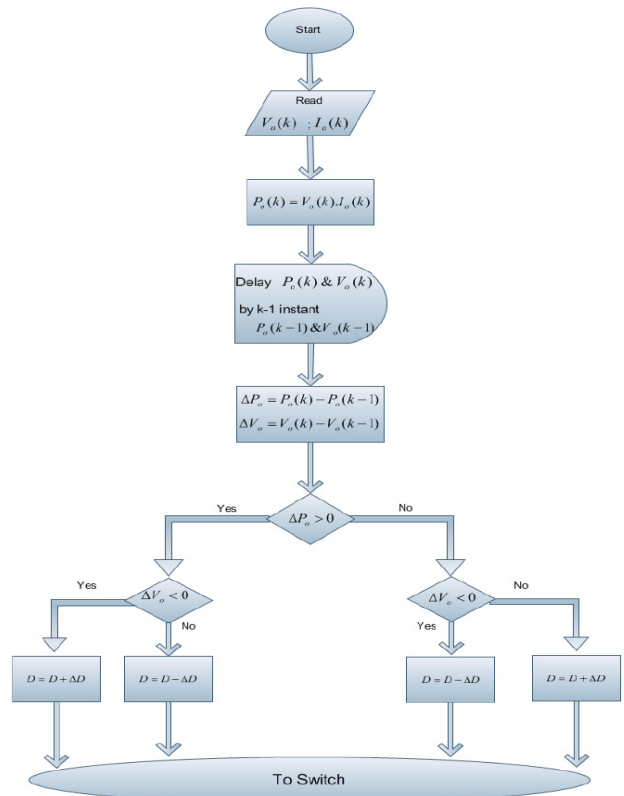 Start
Read
V_o(k) ; I_o(k)
P_o(k) = V_o(k).I_o(k)
Delay P_o(k) & V_o(k)
by k-1 instant
P_o(k−1) & V_o(k−1)
ΔP_o = P_o(k) − P_o(k−1)
ΔV_o = V_o(k) − V_o(k−1)
Yes
ΔP_o > 0
No
Yes
ΔV_o < 0
No
ΔV_o < 0
No
Yes
D = D + ΔD
D = D − ΔD
D = D − ΔD
D = D + ΔD
To Switch